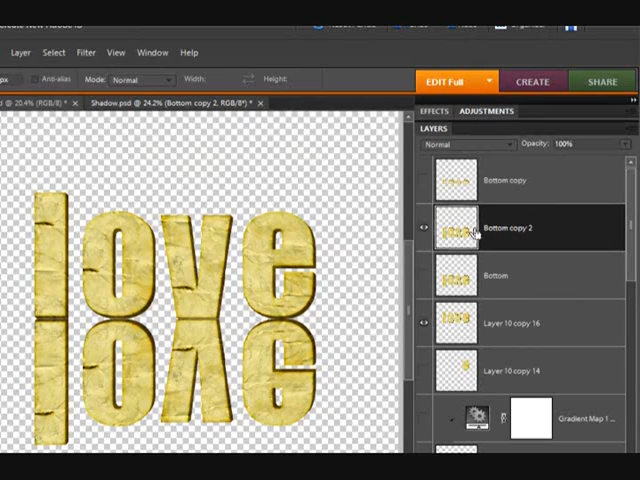 Layer Select Filter View Window Help
px Anti-alias Mode: Normal Width: Height:
EDIT Full CREATE SHARE
@ 20.4% (RGB/8) * × Shadow.psd @ 24.2% (Bottom copy 2, RGB/8*) * ×
EFFECTS ADJUSTMENTS
LAYERS
Normal Opacity: 100%
Bottom copy
Bottom copy 2
Bottom
Layer 10 copy 16
Layer 10 copy 14
Gradient Map 1 ...
love
love